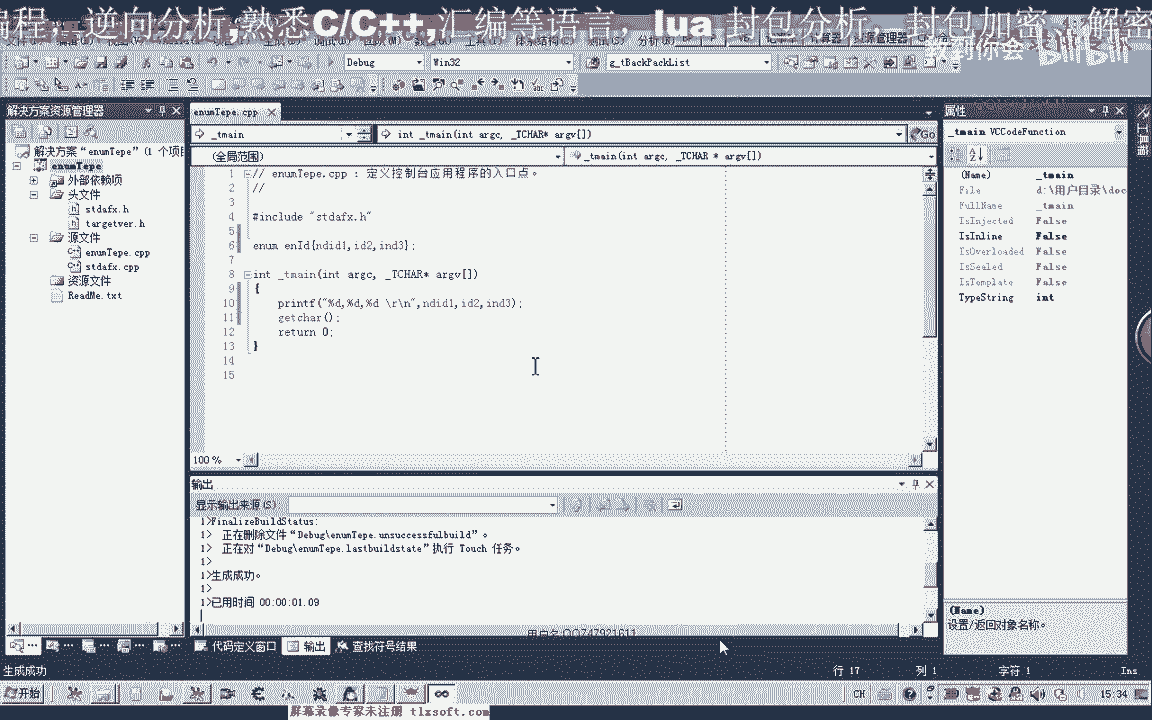 编程，逆向分析,熟悉C/C++,汇编等语言，lua 封包分析 封包加密、解密
教到你会
bilibili
Debug
Win32
g_tBackPackList
解决方案资源管理器
解决方案“enumTepe”(1 个项目
enumTepe
外部依赖项
头文件
stdafx.h
targetver.h
源文件
enumTepe.cpp
stdafx.cpp
资源文件
ReadMe.txt
enumTepe.cpp
_tmain
int _tmain(int argc, _TCHAR* argv[])
Go
(全局范围)
_tmain(int argc, _TCHAR * argv[])
1 // enumTepe.cpp : 定义控制台应用程序的入口点。
2 //
3
4 #include "stdafx.h"
5
6 enum enId{ndid1,id2,ind3};
7
8 int _tmain(int argc, _TCHAR* argv[])
9 {
10 printf("%d,%d,%d \r\n",ndid1,id2,ind3);
11 getchar();
12 return 0;
13 }
14
15
100 %
输出
显示输出来源(S)
1>FinalizeBuildStatus:
1> 正在删除文件“Debug\enumTepe.unsuccessfulbuild”。
1> 正在对“Debug\enumTepe.lastbuildstate”执行 Touch 任务。
1>
1>生成成功。
1>
1>已用时间 00:00:01.09
用户名:QQ747921611
代码定义窗口
输出
查找符号结果
属性
_tmain VCCodeFunction
(Name) _tmain
File d:\用户目录\doc
FullName _tmain
IsInjected False
IsInline False
IsOverloaded False
IsSealed False
IsTemplate False
TypeString int
(Name)
设置/返回对象名称。
工具箱
生成成功
行 17
列 1
字符 1
Ins
开始
CH
15:34
屏幕录像专家未注册 tlxsoft.com